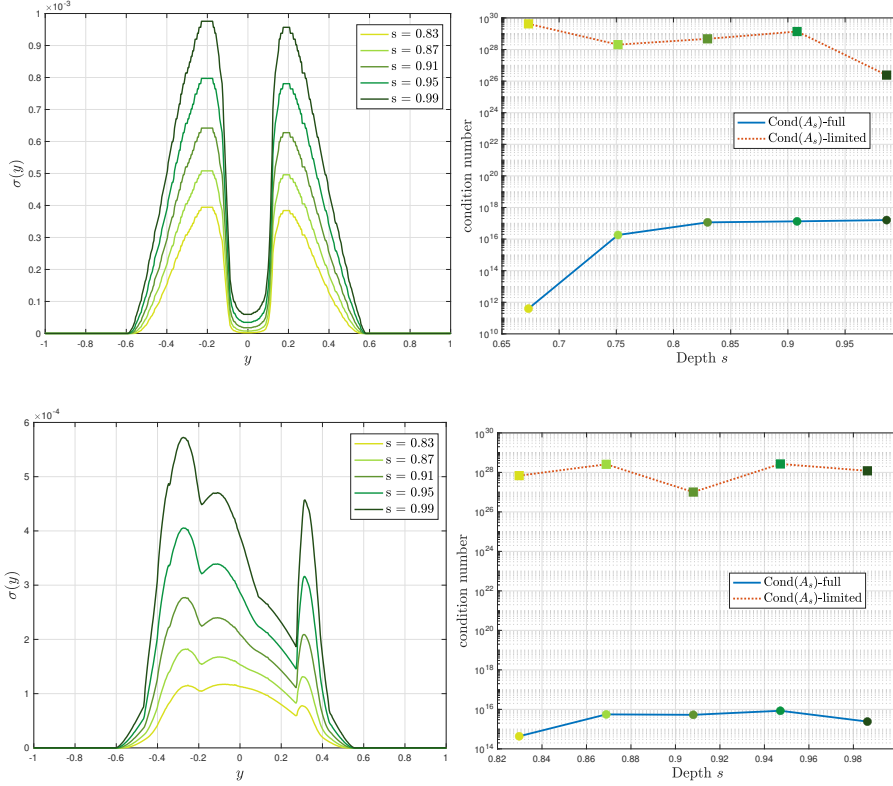 ×10⁻³
1
0.9
0.8
0.7
0.6
0.5
0.4
0.3
0.2
0.1
0
-1 -0.8 -0.6 -0.4 -0.2 0 0.2 0.4 0.6 0.8 1
σ(y)
y
s = 0.83
s = 0.87
s = 0.91
s = 0.95
s = 0.99
10³⁰
10²⁸
10²⁶
10²⁴
10²²
10²⁰
10¹⁸
10¹⁶
10¹⁴
10¹²
10¹⁰
0.65 0.7 0.75 0.8 0.85 0.9 0.95
condition number
Depth s
Cond(Aₛ)-full
Cond(Aₛ)-limited
×10⁻⁴
6
5
4
3
2
1
0
-1 -0.8 -0.6 -0.4 -0.2 0 0.2 0.4 0.6 0.8 1
σ(y)
y
s = 0.83
s = 0.87
s = 0.91
s = 0.95
s = 0.99
10³⁰
10²⁸
10²⁶
10²⁴
10²²
10²⁰
10¹⁸
10¹⁶
10¹⁴
0.82 0.84 0.86 0.88 0.9 0.92 0.94 0.96 0.98
condition number
Depth s
Cond(Aₛ)-full
Cond(Aₛ)-limited